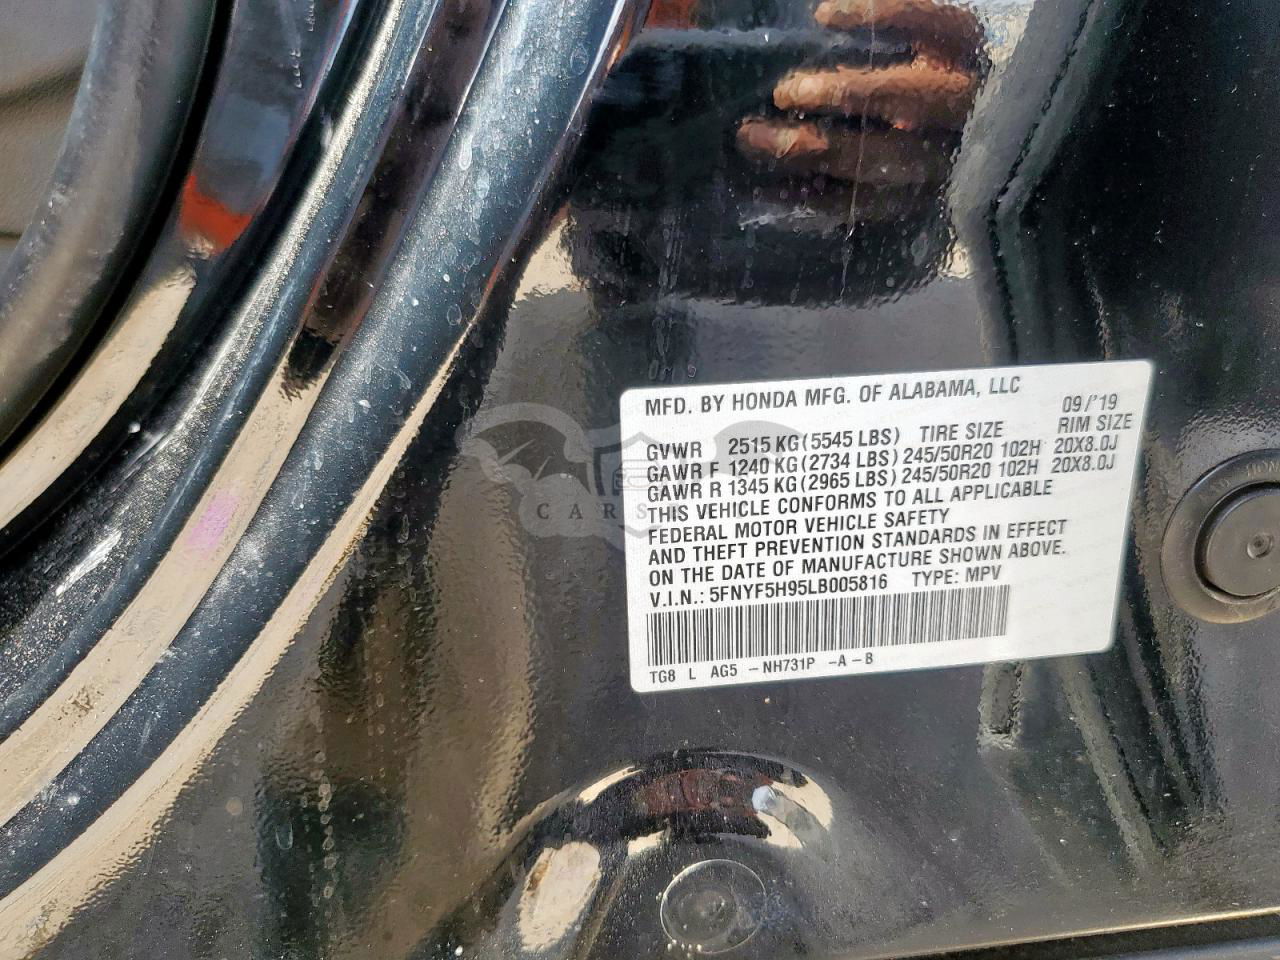 MFD. BY HONDA MFG. OF ALABAMA, LLC 09/'19
GVWR 2515 KG(5545 LBS) TIRE SIZE RIM SIZE
GAWR F 1240 KG(2734 LBS) 245/50R20 102H 20X8.0J
GAWR R 1345 KG(2965 LBS) 245/50R20 102H 20X8.0J
THIS VEHICLE CONFORMS TO ALL APPLICABLE
FEDERAL MOTOR VEHICLE SAFETY
AND THEFT PREVENTION STANDARDS IN EFFECT
ON THE DATE OF MANUFACTURE SHOWN ABOVE.
V.I.N.: 5FNYF5H95LB005816 TYPE: MPV
TG8 L AG5 -NH731P -A-B